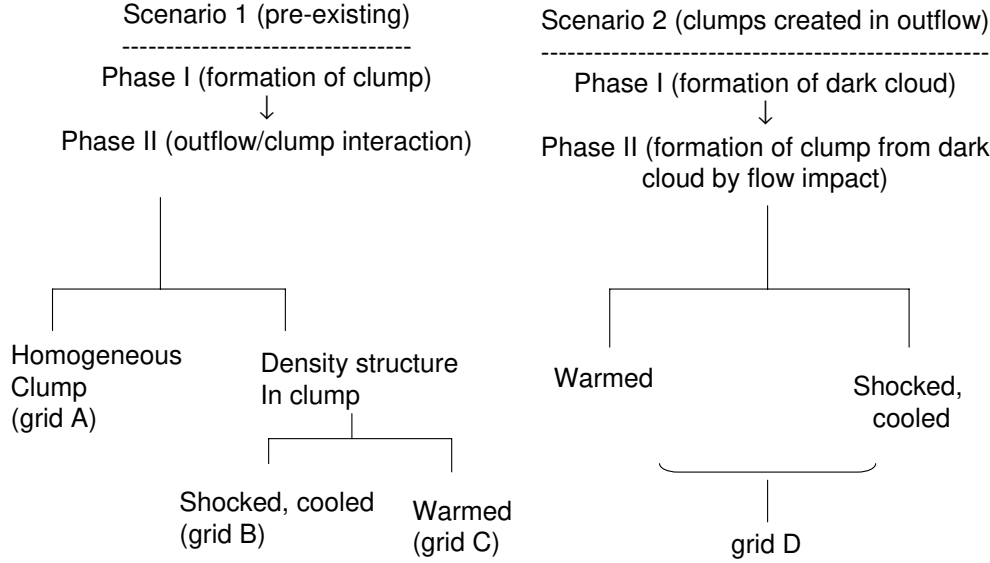 Scenario 1 (pre-existing)
---------------------------------
Phase I (formation of clump)
↓
Phase II (outflow/clump interaction)
Homogeneous
Clump
(grid A)
Density structure
In clump
Shocked, cooled
(grid B)
Warmed
(grid C)
Scenario 2 (clumps created in outflow)
---------------------------------------------------
Phase I (formation of dark cloud)
↓
Phase II (formation of clump from dark
cloud by flow impact)
Warmed
Shocked,
cooled
grid D